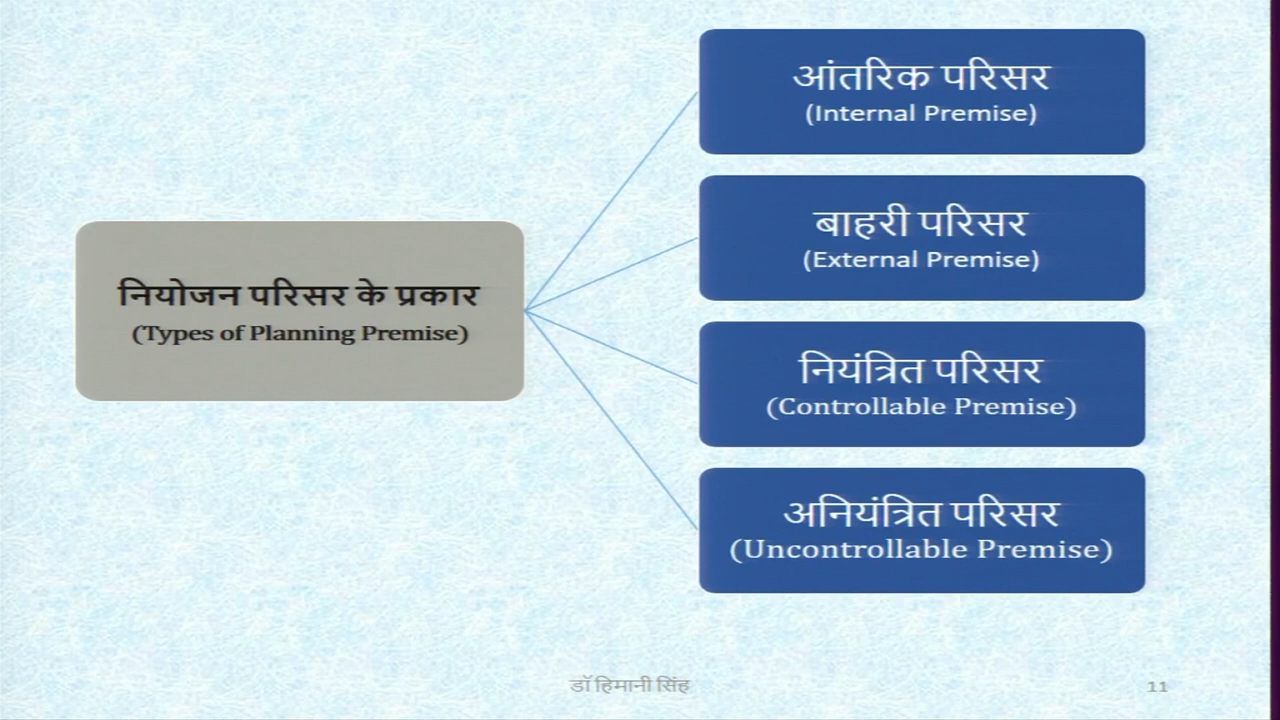 नियोजन परिसर के प्रकार
(Types of Planning Premise)
आंतरिक परिसर
(Internal Premise)
बाहरी परिसर
(External Premise)
नियंत्रित परिसर
(Controllable Premise)
अनियंत्रित परिसर
(Uncontrollable Premise)
डॉ हिमानी सिंह
11